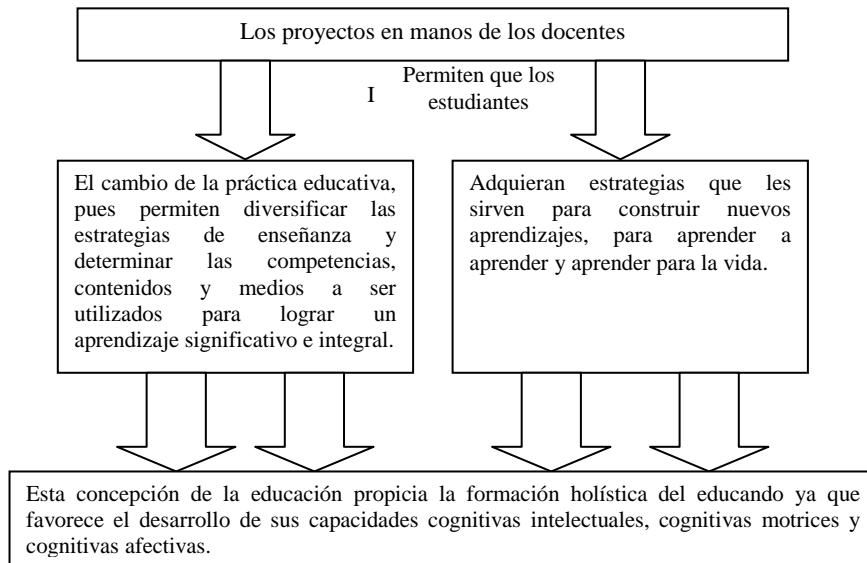 Los proyectos en manos de los docentes
I
Permiten que los
estudiantes
El cambio de la práctica educativa,
pues permiten diversificar las
estrategias de enseñanza y
determinar las competencias,
contenidos y medios a ser
utilizados para lograr un
aprendizaje significativo e integral.
Adquieran estrategias que les
sirven para construir nuevos
aprendizajes, para aprender a
aprender y aprender para la vida.
Esta concepción de la educación propicia la formación holística del educando ya que
favorece el desarrollo de sus capacidades cognitivas intelectuales, cognitivas motrices y
cognitivas afectivas.